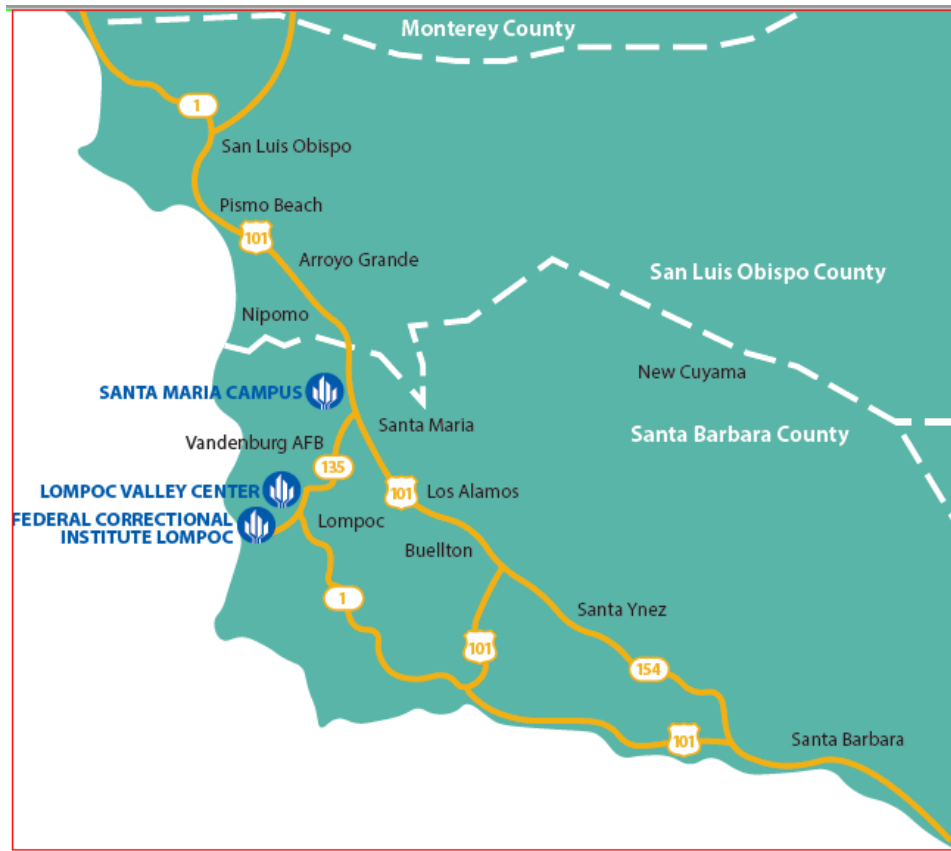 Monterey County
1
San Luis Obispo
Pismo Beach
101
Arroyo Grande
San Luis Obispo County
Nipomo
New Cuyama
SANTA MARIA CAMPUS
Santa Maria
Santa Barbara County
Vandenburg AFB
135
LOMPOC VALLEY CENTER
101
Los Alamos
FEDERAL CORRECTIONAL
INSTITUTE LOMPOC
Lompoc
Buellton
1
Santa Ynez
101
154
101
Santa Barbara